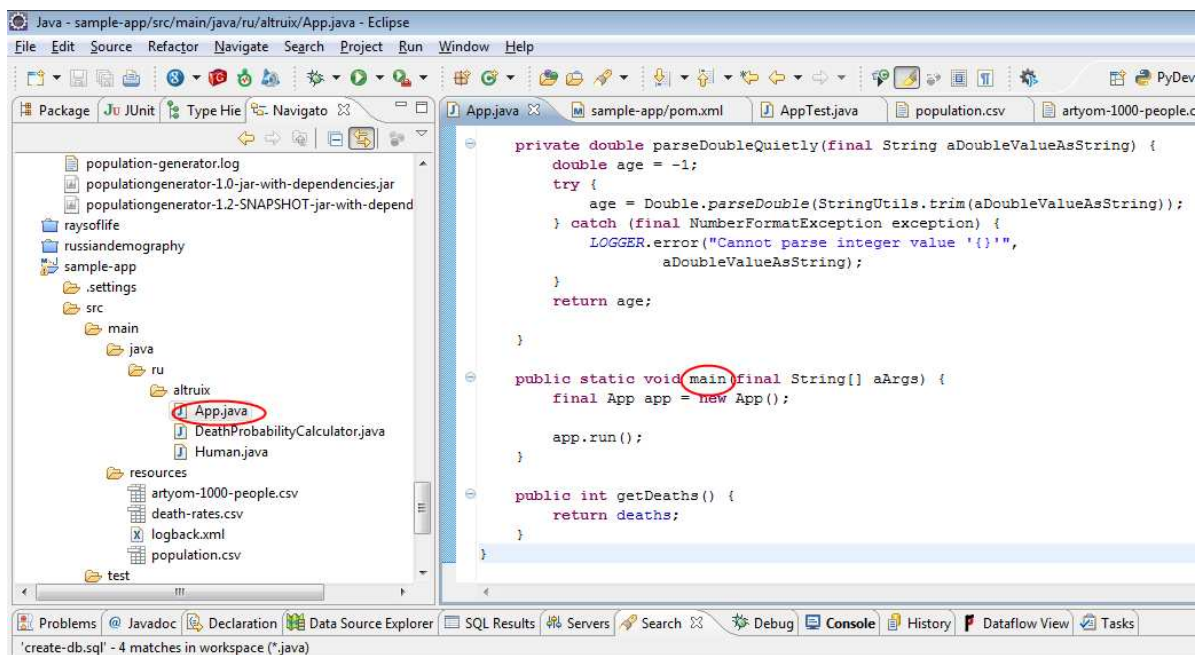 Java - sample-app/src/main/java/ru/altruix/App.java - Eclipse
File Edit Source Refactor Navigate Search Project Run Window Help
PyDev
Package JUnit Type Hie Navigato
App.java sample-app/pom.xml AppTest.java population.csv artyom-1000-people.c
population-generator.log
populationgenerator-1.0-jar-with-dependencies.jar
populationgenerator-1.2-SNAPSHOT-jar-with-depend
raysoflife
russiandemography
sample-app
.settings
src
main
java
ru
altruix
App.java
DeathProbabilityCalculator.java
Human.java
resources
artyom-1000-people.csv
death-rates.csv
logback.xml
population.csv
test
private double parseDoubleQuietly(final String aDoubleValueAsString) {
double age = -1;
try {
age = Double.parseDouble(StringUtils.trim(aDoubleValueAsString));
} catch (final NumberFormatException exception) {
LOGGER.error("Cannot parse integer value '{}'",
aDoubleValueAsString);
}
return age;
}
public static void main(final String[] aArgs) {
final App app = new App();
app.run();
}
public int getDeaths() {
return deaths;
}
}
Problems @ Javadoc Declaration Data Source Explorer SQL Results Servers Search Debug Console History Dataflow View Tasks
'create-db.sql' - 4 matches in workspace (*.java)